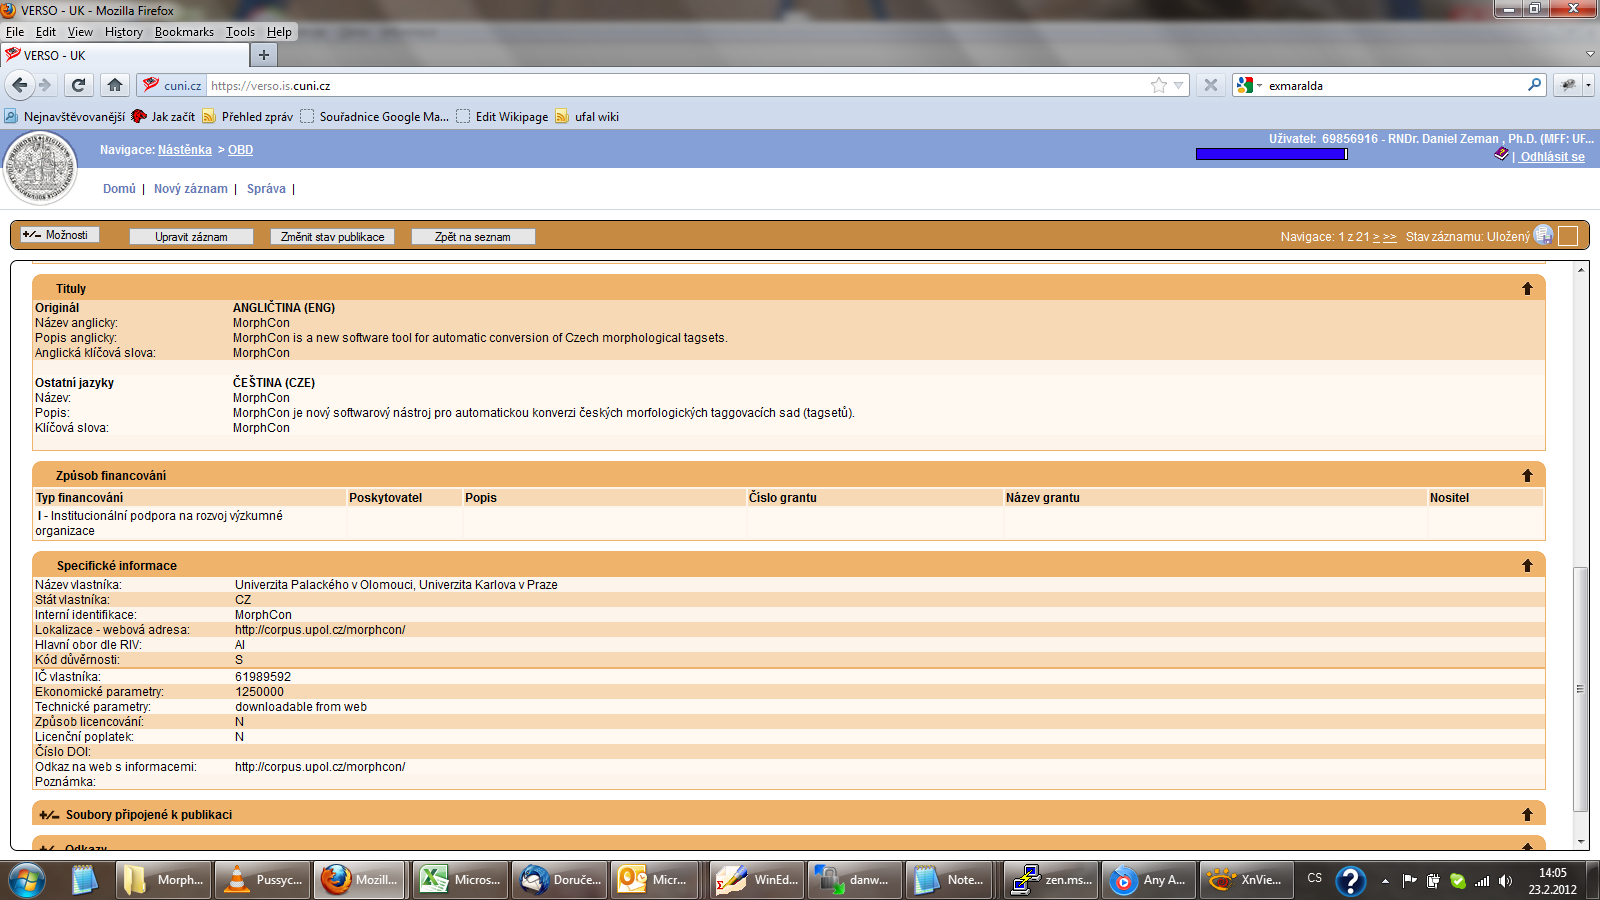 VERSO - UK - Mozilla Firefox
File Edit View History Bookmarks Tools Help
VERSO - UK
cuni.cz https://verso.is.cuni.cz exmaralda
Nejnavštěvovanější Jak začít Přehled zpráv Souřadnice Google Ma... Edit Wikipage ufal wiki
Navigace: Nástěnka > OBD
Uživatel: 69856916 - RNDr. Daniel Zeman , Ph.D. (MFF: UF...
| Odhlásit se
Domů | Nový záznam | Správa |
+/- Možnosti Upravit záznam Změnit stav publikace Zpět na seznam Navigace: 1 z 21 > >> Stav záznamu: Uložený
Tituly
Originál ANGLIČTINA (ENG)
Název anglicky: MorphCon
Popis anglicky: MorphCon is a new software tool for automatic conversion of Czech morphological tagsets.
Anglická klíčová slova: MorphCon
Ostatní jazyky ČEŠTINA (CZE)
Název: MorphCon
Popis: MorphCon je nový softwarový nástroj pro automatickou konverzi českých morfologických taggovacích sad (tagsetů).
Klíčová slova: MorphCon
Způsob financování
Typ financování Poskytovatel Popis Číslo grantu Název grantu Nositel
I - Institucionální podpora na rozvoj výzkumné
organizace
Specifické informace
Název vlastníka: Univerzita Palackého v Olomouci, Univerzita Karlova v Praze
Stát vlastníka: CZ
Interní identifikace: MorphCon
Lokalizace - webová adresa: http://corpus.upol.cz/morphcon/
Hlavní obor dle RIV: AI
Kód důvěrnosti: S
IČ vlastníka: 61989592
Ekonomické parametry: 1250000
Technické parametry: downloadable from web
Způsob licencování: N
Licenční poplatek: N
Číslo DOI:
Odkaz na web s informacemi: http://corpus.upol.cz/morphcon/
Poznámka:
+/- Soubory připojené k publikaci
+/- Odkazy
Morph... Pussyc... Mozill... Micros... Doruče... Micr... WinEd... danw... Note... zen.ms... Any A... XnVie... CS 14:05
23.2.2012